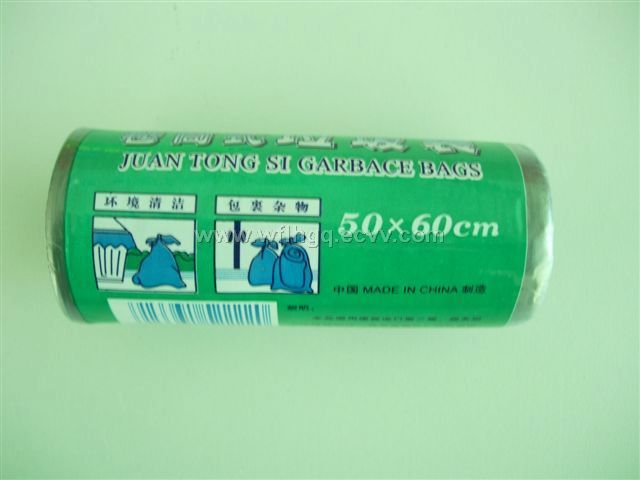 JUAN TONG SI GARBACE BAGS
环境清洁
包裹杂物
50×60cm
www.wflhgq.ecvv.com
中国 MADE IN CHINA 制造